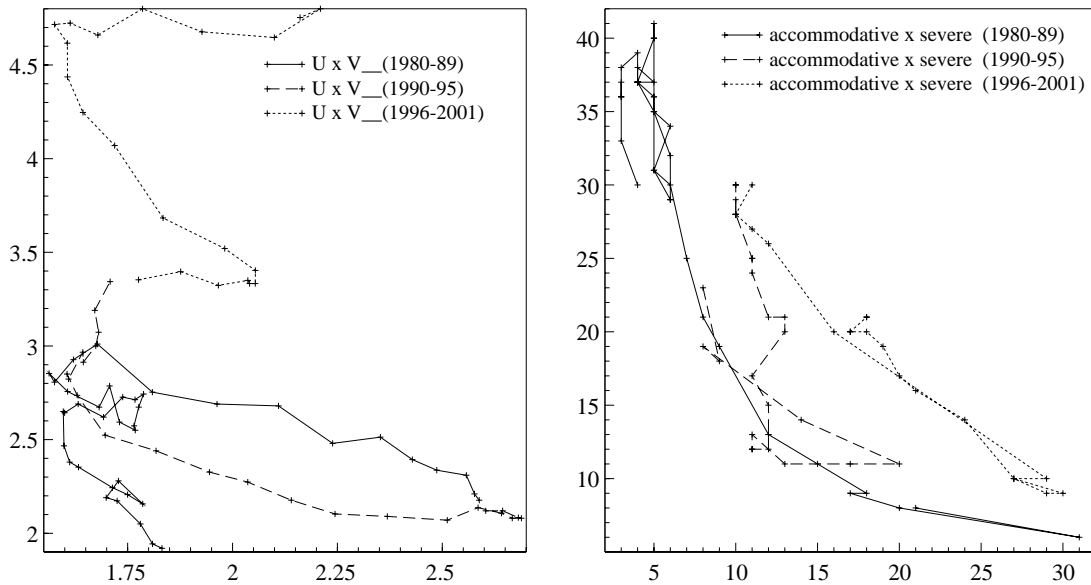 4.5
4
3.5
3
2.5
2
1.75 2 2.25 2.5
U x V__(1980-89)
U x V__(1990-95)
U x V__(1996-2001)
40
35
30
25
20
15
10
5 10 15 20 25 30
accommodative x severe (1980-89)
accommodative x severe (1990-95)
accommodative x severe (1996-2001)